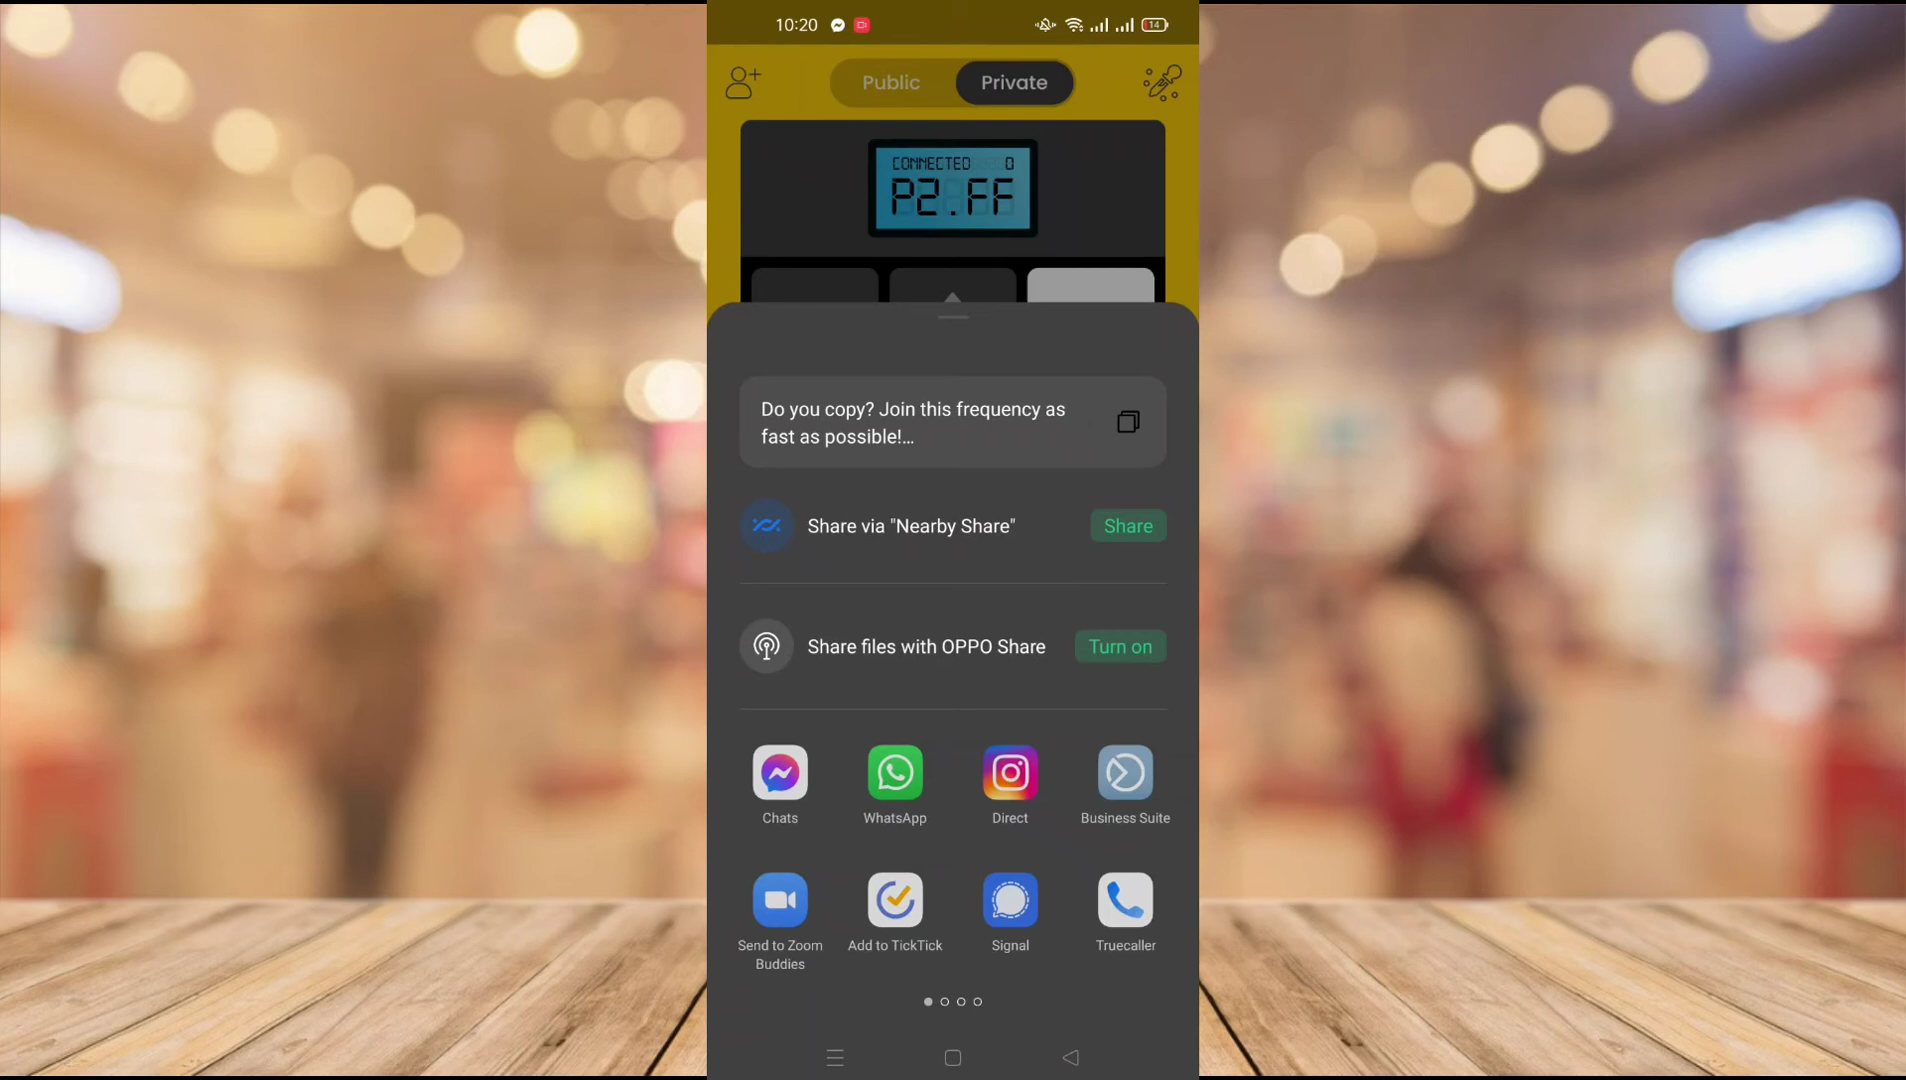 10:20
14
Public
Private
CONNECTED 0
P2.FF
Do you copy? Join this frequency as
fast as possible!...
Share via "Nearby Share"
Share
Share files with OPPO Share
Turn on
Chats
WhatsApp
Direct
Business Suite
Send to Zoom
Buddies
Add to TickTick
Signal
Truecaller